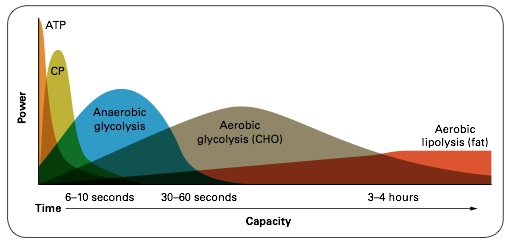 ATP
CP
Anaerobic
glycolysis
Aerobic
glycolysis (CHO)
Aerobic
lipolysis (fat)
Power
6–10 seconds
30–60 seconds
3–4 hours
Time
Capacity